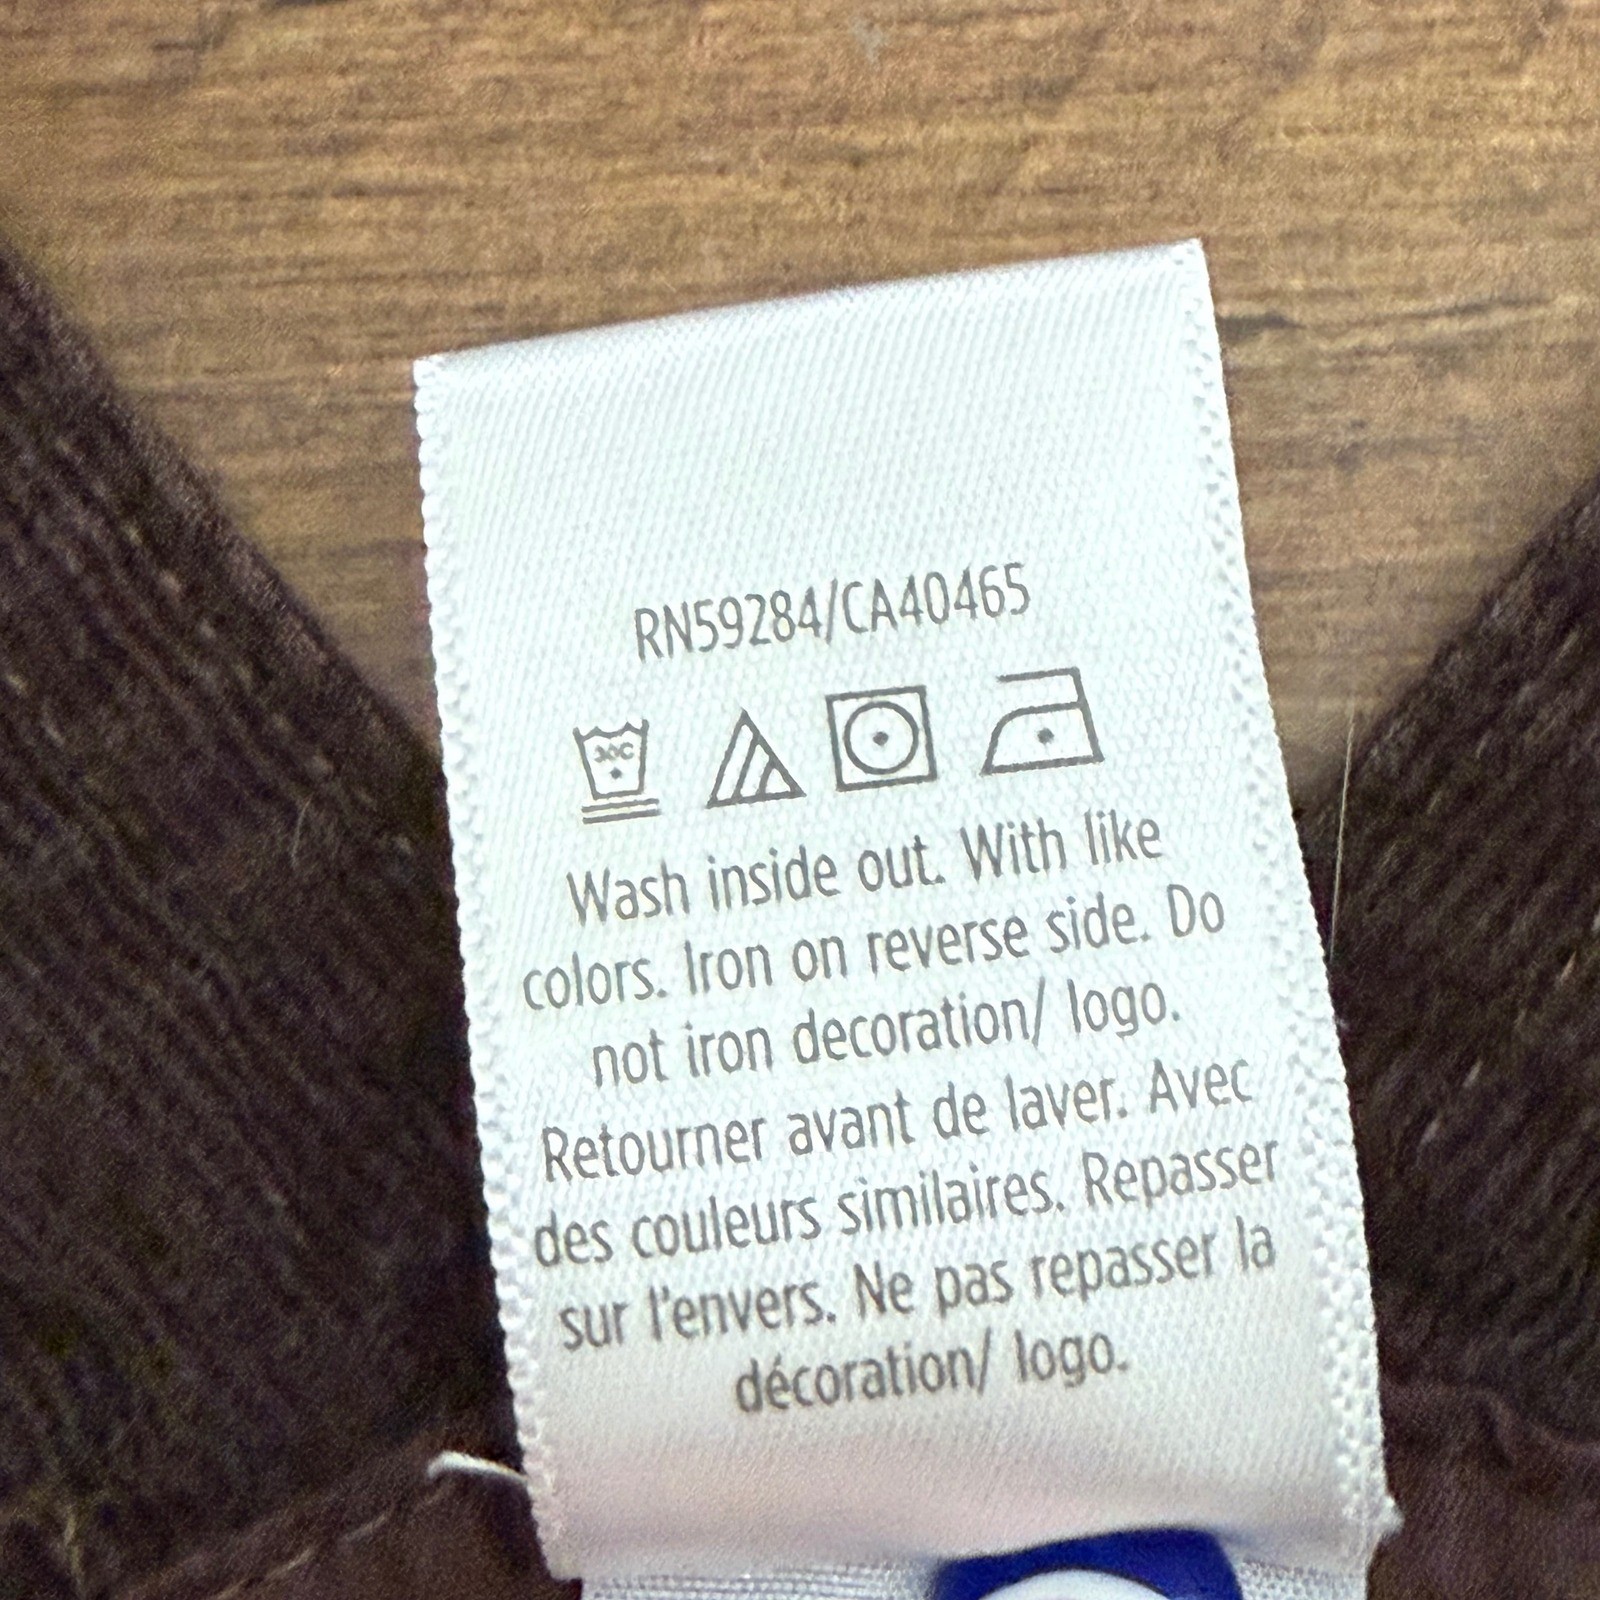 RN59284/CA40465
30C
Wash inside out. With like
colors. Iron on reverse side. Do
not iron decoration/ logo.
Retourner avant de laver. Avec
des couleurs similaires. Repasser
sur l'envers. Ne pas repasser la
décoration/ logo.